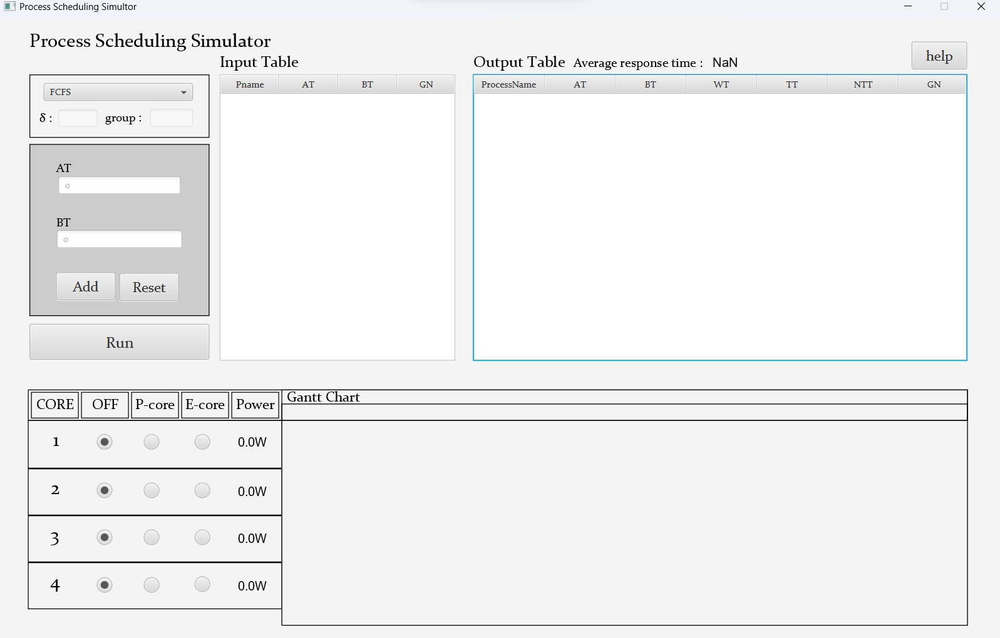 Process Scheduling Simultor
Process Scheduling Simulator
help
Input Table
Output Table Average response time : NaN
FCFS
δ : group :
Pname AT BT GN
ProcessName AT BT WT TT NTT GN
AT
0
BT
0
Add Reset
Run
CORE OFF P-core E-core Power
Gantt Chart
1 0.0W
2 0.0W
3 0.0W
4 0.0W